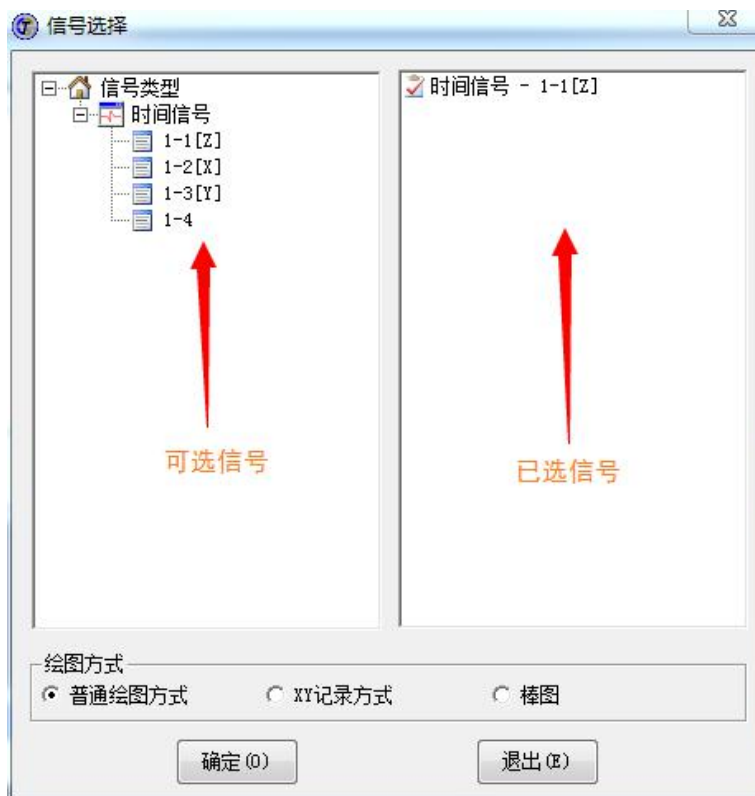 信号选择
信号类型
时间信号
1-1[Z]
1-2[X]
1-3[Y]
1-4
可选信号
时间信号 - 1-1[Z]
已选信号
绘图方式
普通绘图方式
XY记录方式
棒图
确定(O)
退出(E)